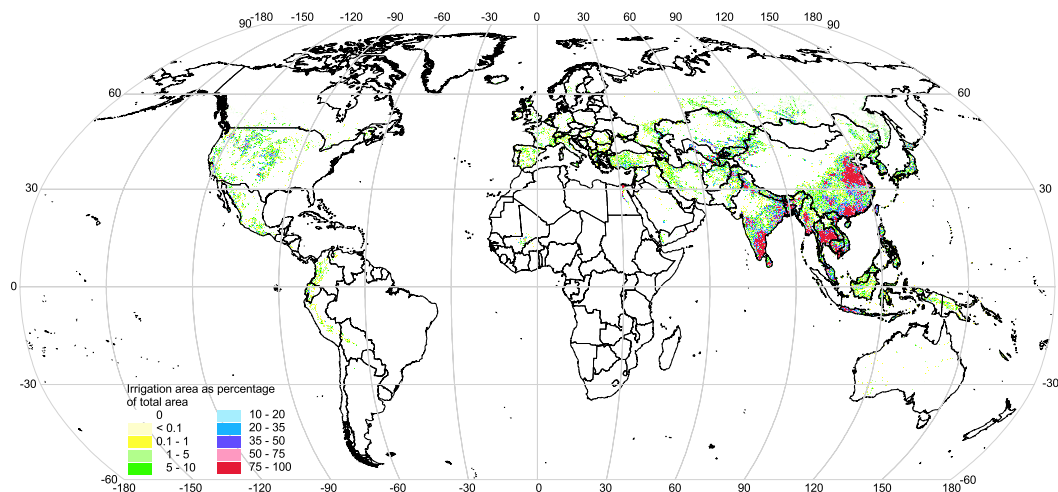 90 -180 -150 -120 -90 -60 -30 0 30 60 90 120 150 180 90
60 60
30 30
0 0
-30 -30
Irrigation area as percentage
of total area
0 10 - 20
< 0.1 20 - 35
0.1 - 1 35 - 50
1 - 5 50 - 75
5 - 10 75 - 100
-60 -60
-180 -150 -120 -90 -60 -30 0 30 60 90 120 150 180